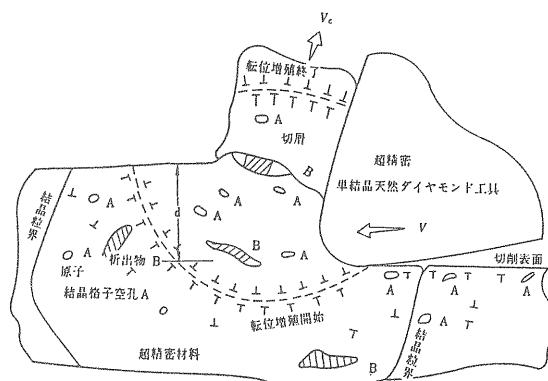 Vc
転位増殖終了
A
切屑
B
超精密
単結晶天然ダイヤモンド工具
V
結晶粒界
A
A
d
A
A
A
B
A
析出物
B
原子
結晶格子空孔 A
転位増殖開始
切削表面
A
A
A
A
結晶粒界
超精密材料
B